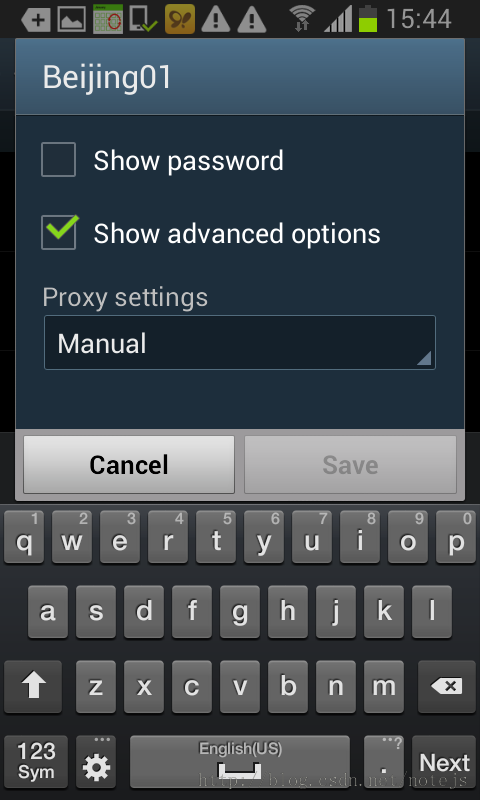 15:44
Beijing01
Show password
Show advanced options
Proxy settings
Manual
Cancel Save
1 2 3 4 5 6 7 8 9 0
q w e r t y u i o p
a s d f g h j k l
z x c v b n m
123 Sym English(US) . ? Next
http://blog.csdn.net/notejs